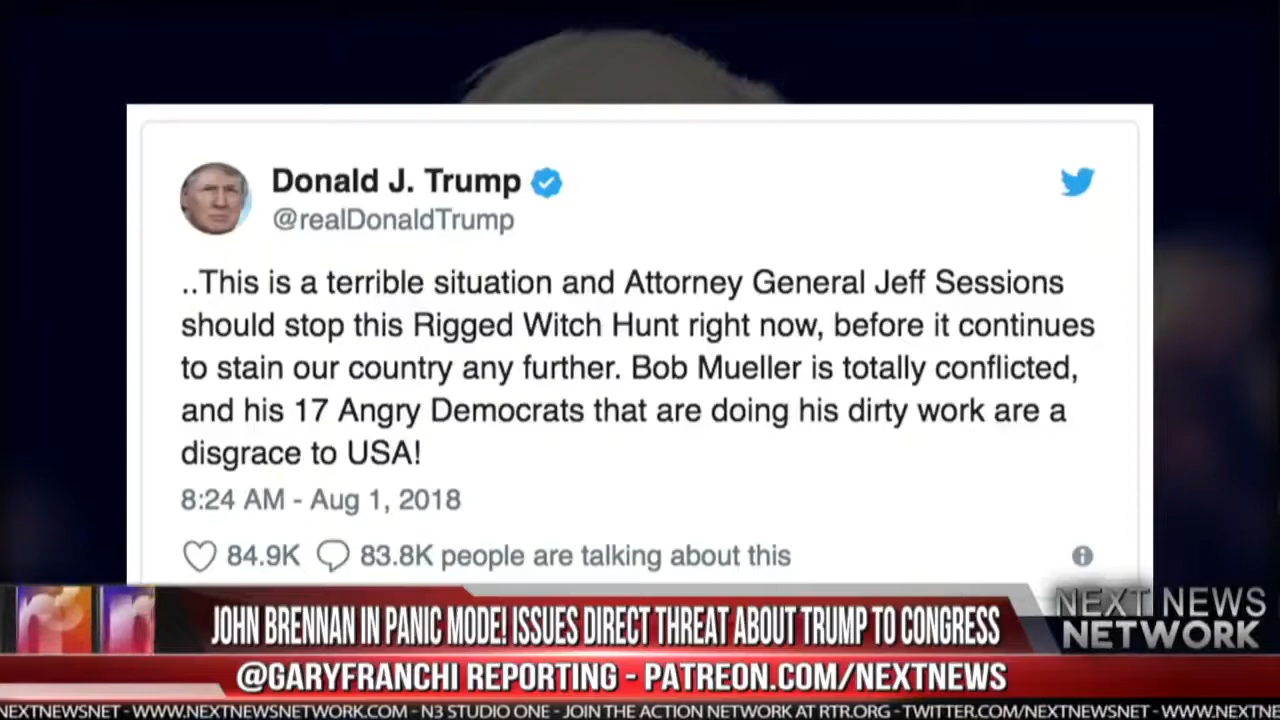 Donald J. Trump
@realDonaldTrump
..This is a terrible situation and Attorney General Jeff Sessions
should stop this Rigged Witch Hunt right now, before it continues
to stain our country any further. Bob Mueller is totally conflicted,
and his 17 Angry Democrats that are doing his dirty work are a
disgrace to USA!
8:24 AM - Aug 1, 2018
84.9K 83.8K people are talking about this
JOHN BRENNAN IN PANIC MODE! ISSUES DIRECT THREAT ABOUT TRUMP TO CONGRESS
NEXT NEWS
NETWORK
@GARYFRANCHI REPORTING - PATREON.COM/NEXTNEWS
NEXTNEWSNET - WWW.NEXTNEWSNETWORK.COM - N3 STUDIO ONE - JOIN THE ACTION NETWORK AT RTR.ORG - TWITTER.COM/NEXTNEWSNET - WWW.NEXTNE